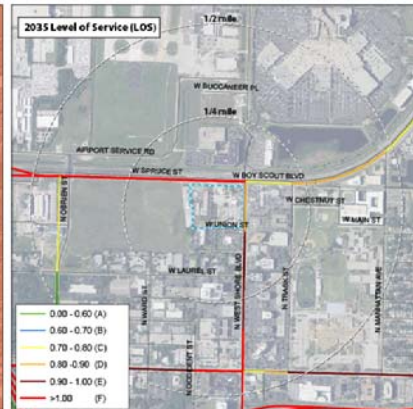 2035 Level of Service (LOS)
1/2 mile
W BUCCANEER PL
1/4 mile
AIRPORT SERVICE RD
W SPRUCE ST
W BOY SCOUT BLVD
N OBRIEN ST
W CHESTNUT ST
W MAIN ST
W UNION ST
W LAUREL ST
N WARD ST
N OCCIDENT ST
N WEST SHORE BLVD
N TRASK ST
N MANHATTAN AVE
0.00 - 0.60 (A)
0.60 - 0.70 (B)
0.70 - 0.80 (C)
0.80 - 0.90 (D)
0.90 - 1.00 (E)
>1.00 (F)